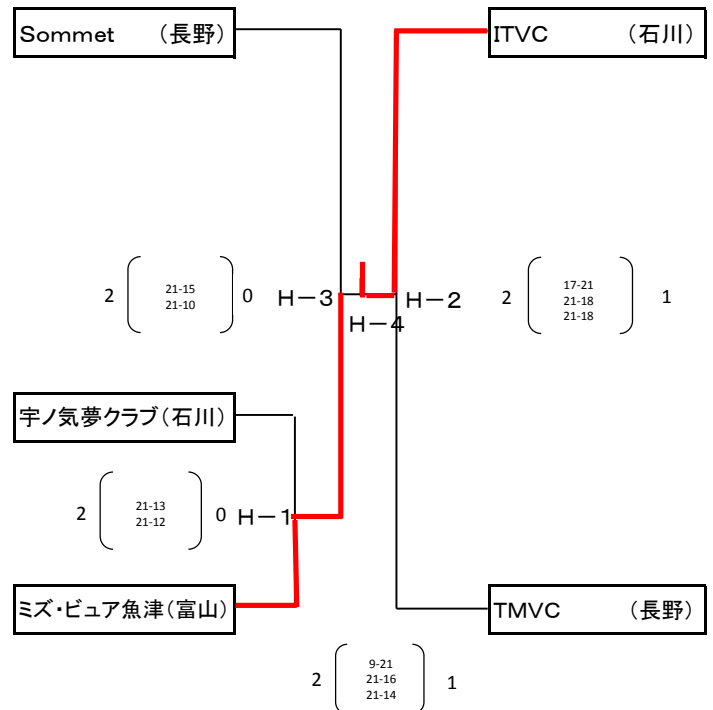 Sommet　（長野）
ITVC　（石川）
2
21-15
21-10
0
H－3
H－4
H－2
2
17-21
21-18
21-18
1
宇ノ気夢クラブ（石川）
2
21-13
21-12
0
H－1
ミズ・ピュア魚津（富山）
TMVC　（長野）
2
9-21
21-16
21-14
1